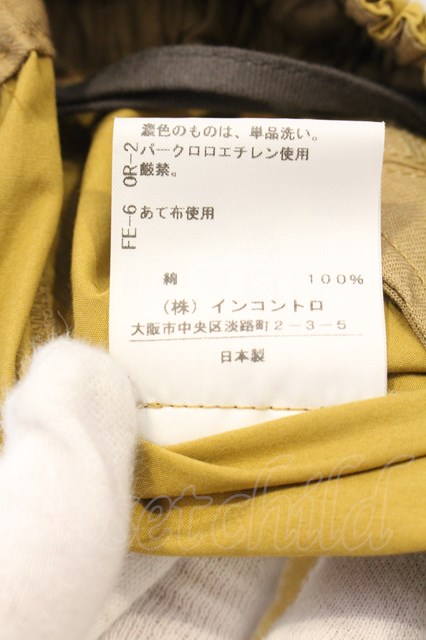 濃色のものは、単品洗い。
パークロロエチレン使用
厳禁。
あて布使用
FE-6 OR-2
綿 100%
(株)インコントロ
大阪市中央区淡路町2-3-5
日本製